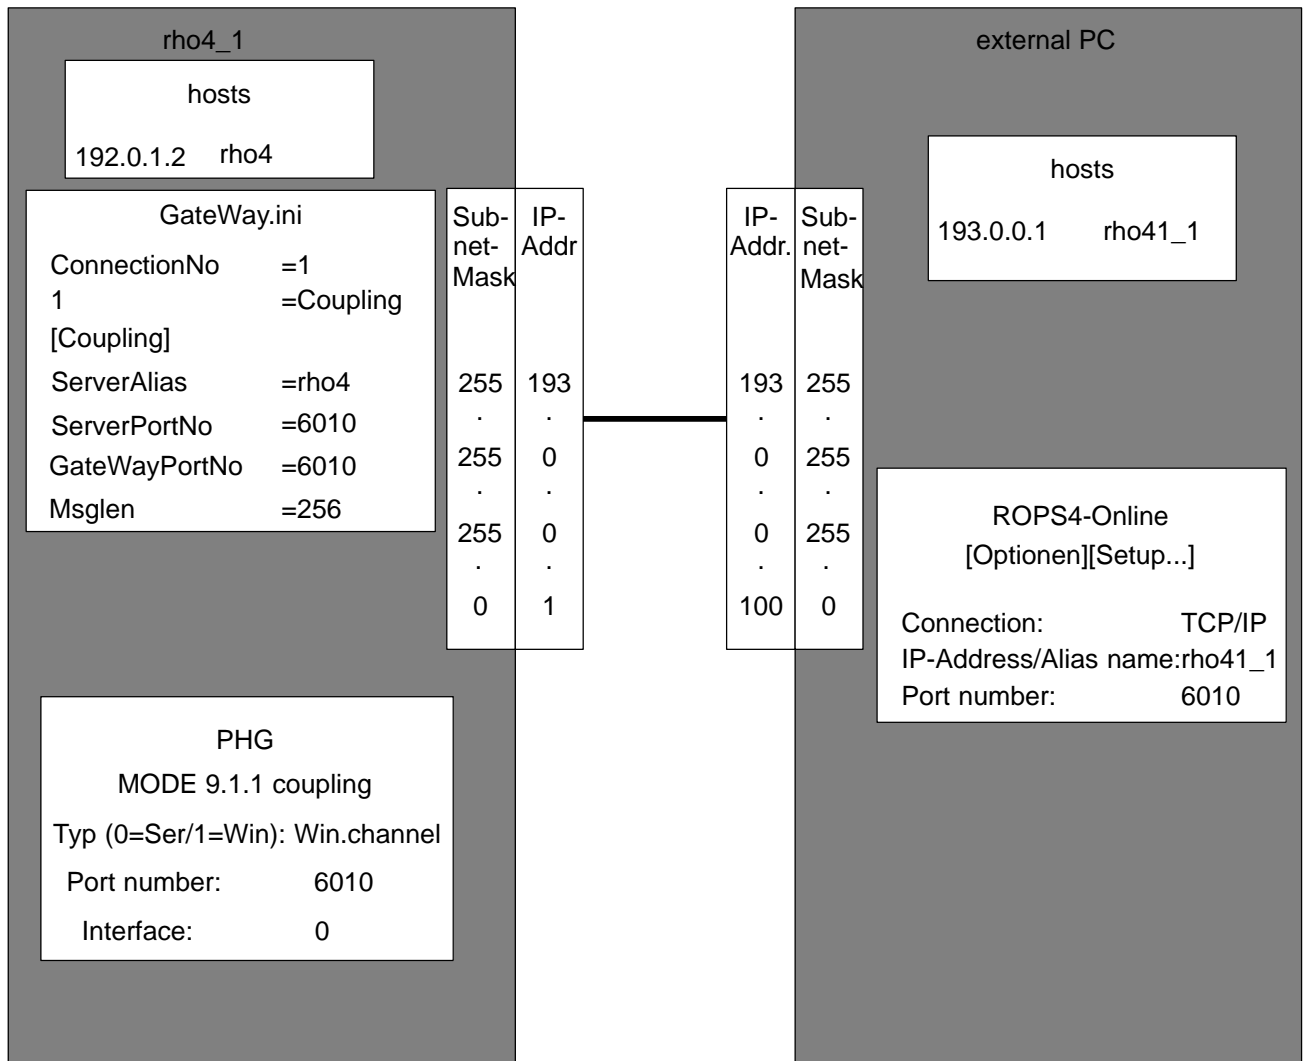 rho4_1
hosts
192.0.1.2 rho4
GateWay.ini
ConnectionNo =1
1 =Coupling
[Coupling]
ServerAlias =rho4
ServerPortNo =6010
GateWayPortNo =6010
Msglen =256
Sub-
net-
Mask
255
.
255
.
255
.
0
IP-
Addr
193
.
0
.
0
.
1
PHG
MODE 9.1.1 coupling
Typ (0=Ser/1=Win): Win.channel
Port number: 6010
Interface: 0
external PC
hosts
193.0.0.1 rho41_1
IP-
Addr.
193
.
0
.
0
.
100
Sub-
net-
Mask
255
.
255
.
255
.
0
ROPS4-Online
[Optionen][Setup...]
Connection: TCP/IP
IP-Address/Alias name:rho41_1
Port number: 6010